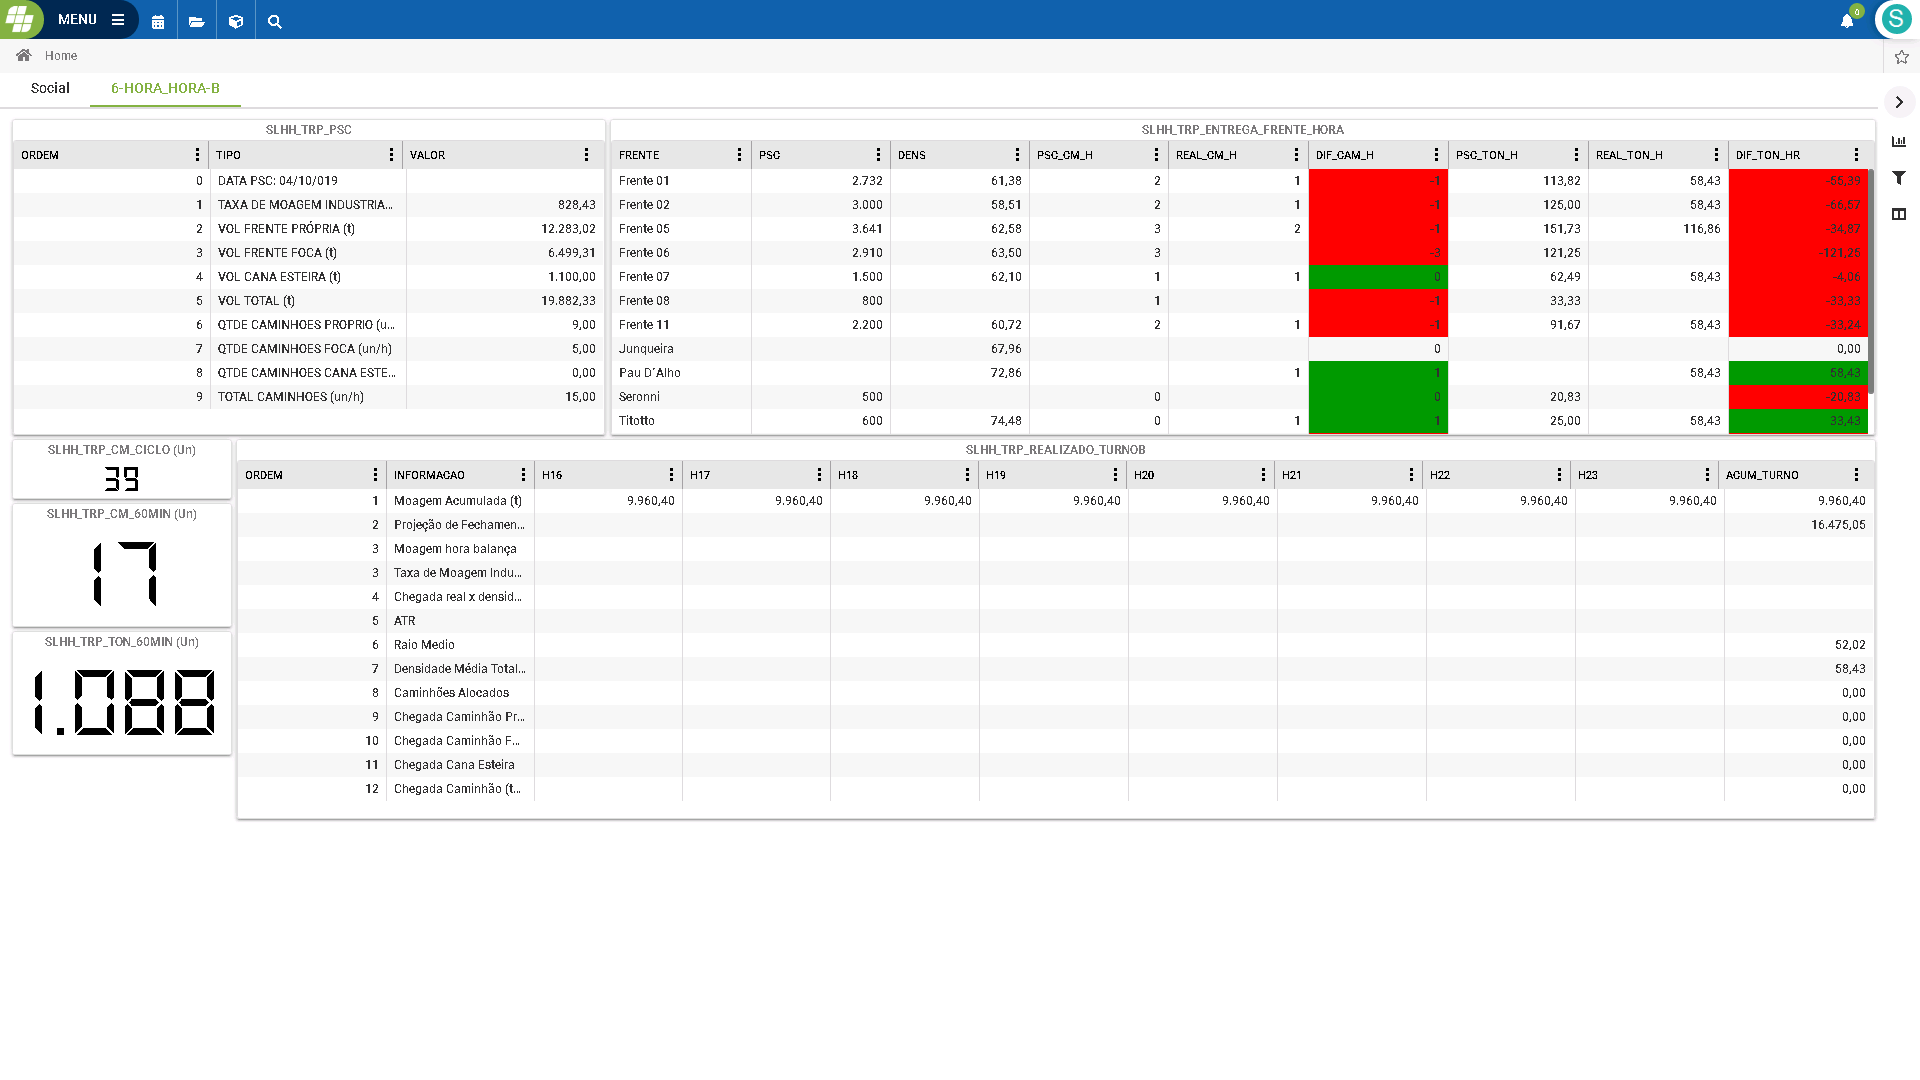 MENU
0
S
Home
Social
6-HORA_HORA-B
SLHH_TRP_PSC
ORDEM TIPO VALOR
0 DATA PSC: 04/10/019
1 TAXA DE MOAGEM INDUSTRIA... 828,43
2 VOL FRENTE PRÓPRIA (t) 12.283,02
3 VOL FRENTE FOCA (t) 6.499,31
4 VOL CANA ESTEIRA (t) 1.100,00
5 VOL TOTAL (t) 19.882,33
6 QTDE CAMINHOES PROPRIO (u... 9,00
7 QTDE CAMINHOES FOCA (un/h) 5,00
8 QTDE CAMINHOES CANA ESTE... 0,00
9 TOTAL CAMINHOES (un/h) 15,00
SLHH_TRP_ENTREGA_FRENTE_HORA
FRENTE PSC DENS PSC_CM_H REAL_CM_H DIF_CAM_H PSC_TON_H REAL_TON_H DIF_TON_HR
Frente 01 2.732 61,38 2 1 -1 113,82 58,43 -56,39
Frente 02 3.000 58,51 2 1 -1 125,00 58,43 -66,57
Frente 05 3.641 62,58 3 2 -1 151,73 116,86 -34,87
Frente 06 2.910 63,50 3 -3 121,25 -121,25
Frente 07 1.500 62,10 1 1 0 62,49 58,43 -4,06
Frente 08 800 1 -1 33,33 -33,33
Frente 11 2.200 60,72 2 1 -1 91,67 58,43 -33,24
Junqueira 67,96 0 0,00
Pau D´Alho 72,86 1 1 58,43 58,43
Seronni 500 0 0 20,83 -20,83
Titotto 600 74,48 0 1 1 25,00 58,43 33,43
SLHH_TRP_CM_CICLO (Un)
39
SLHH_TRP_CM_60MIN (Un)
17
SLHH_TRP_TON_60MIN (Un)
1.088
SLHH_TRP_REALIZADO_TURNOB
ORDEM INFORMACAO H16 H17 H18 H19 H20 H21 H22 H23 ACUM_TURNO
1 Moagem Acumulada (t) 9.960,40 9.960,40 9.960,40 9.960,40 9.960,40 9.960,40 9.960,40 9.960,40 9.960,40
2 Projeção de Fechamen... 16.475,05
3 Moagem hora balança
3 Taxa de Moagem Indu...
4 Chegada real x densid...
5 ATR
6 Raio Medio 52,02
7 Densidade Média Total... 58,43
8 Caminhões Alocados 0,00
9 Chegada Caminhão Pr... 0,00
10 Chegada Caminhão F... 0,00
11 Chegada Cana Esteira 0,00
12 Chegada Caminhão (t... 0,00